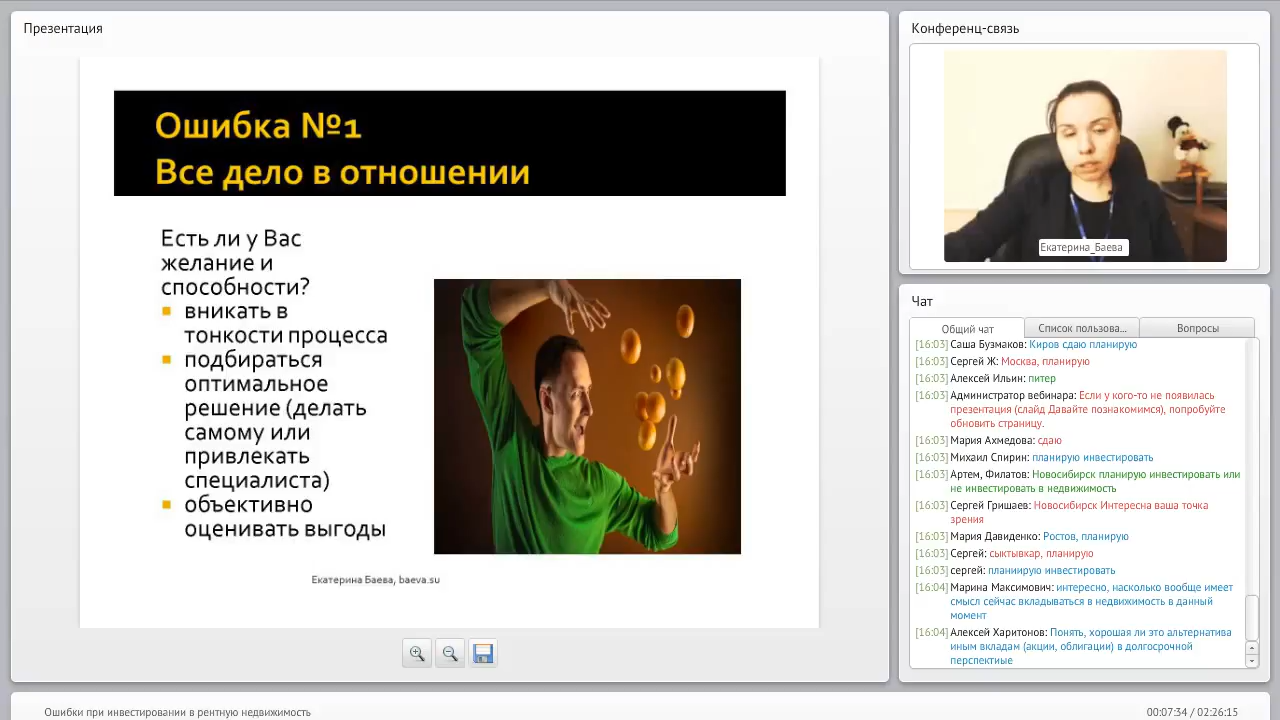 Презентация
Ошибка №1
Все дело в отношении
Есть ли у Вас
желание и
способности?
вникать в
тонкости процесса
подбираться
оптимальное
решение (делать
самому или
привлекать
специалиста)
объективно
оценивать выгоды
Екатерина Баева, baeva.su
Конференц-связь
Екатерина_Баева
Чат
Общий чат
Список пользова...
Вопросы
[16:03] Саша Бузмаков: Киров сдаю планирую
[16:03] Сергей Ж: Москва, планирую
[16:03] Алексей Ильин: питер
[16:03] Администратор вебинара: Если у кого-то не появилась
презентация (слайд Давайте познакомимся), попробуйте
обновить страницу.
[16:03] Мария Ахмедова: сдаю
[16:03] Михаил Спирин: планирую инвестировать
[16:03] Артем, Филатов: Новосибирск планирую инвестировать или
не инвестировать в недвижимость
[16:03] Сергей Гришаев: Новосибирск Интересна ваша точка
зрения
[16:03] Мария Давиденко: Ростов, планирую
[16:03] Сергей: сыктывкар, планирую
[16:03] сергей: планиирую инвестировать
[16:04] Марина Максимович: интересно, насколько вообще имеет
смысл сейчас вкладываться в недвижимость в данный
момент
[16:04] Алексей Харитонов: Понять, хорошая ли это альтернатива
иным вкладам (акции, облигации) в долгосрочной
перспективе
Ошибки при инвестировании в рентную недвижимость
00:07:34 / 02:26:15